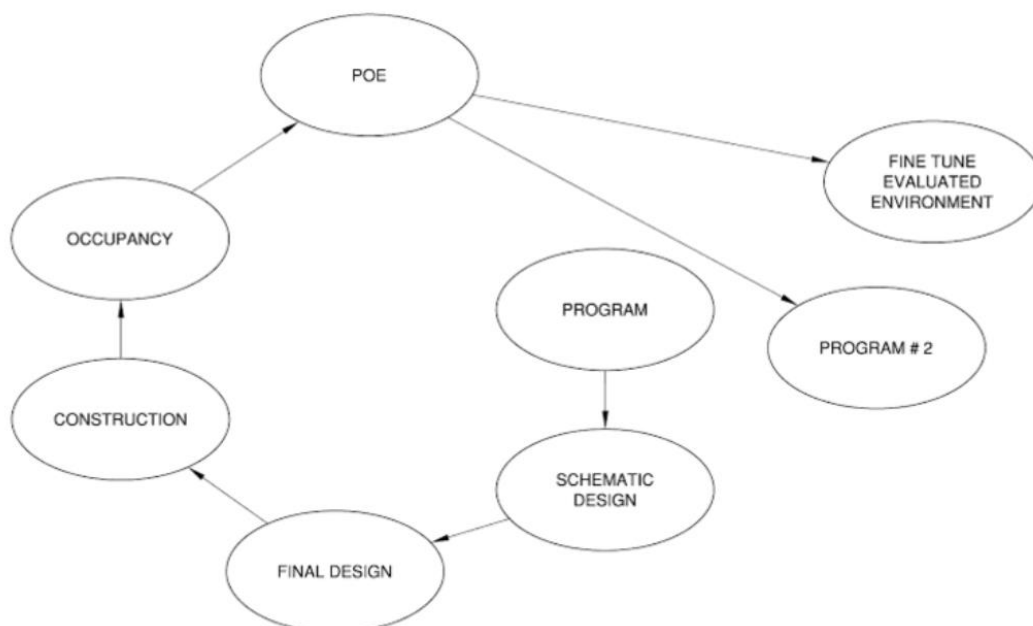 POE
FINE TUNE
EVALUATED
ENVIRONMENT
OCCUPANCY
PROGRAM
PROGRAM # 2
CONSTRUCTION
SCHEMATIC
DESIGN
FINAL DESIGN